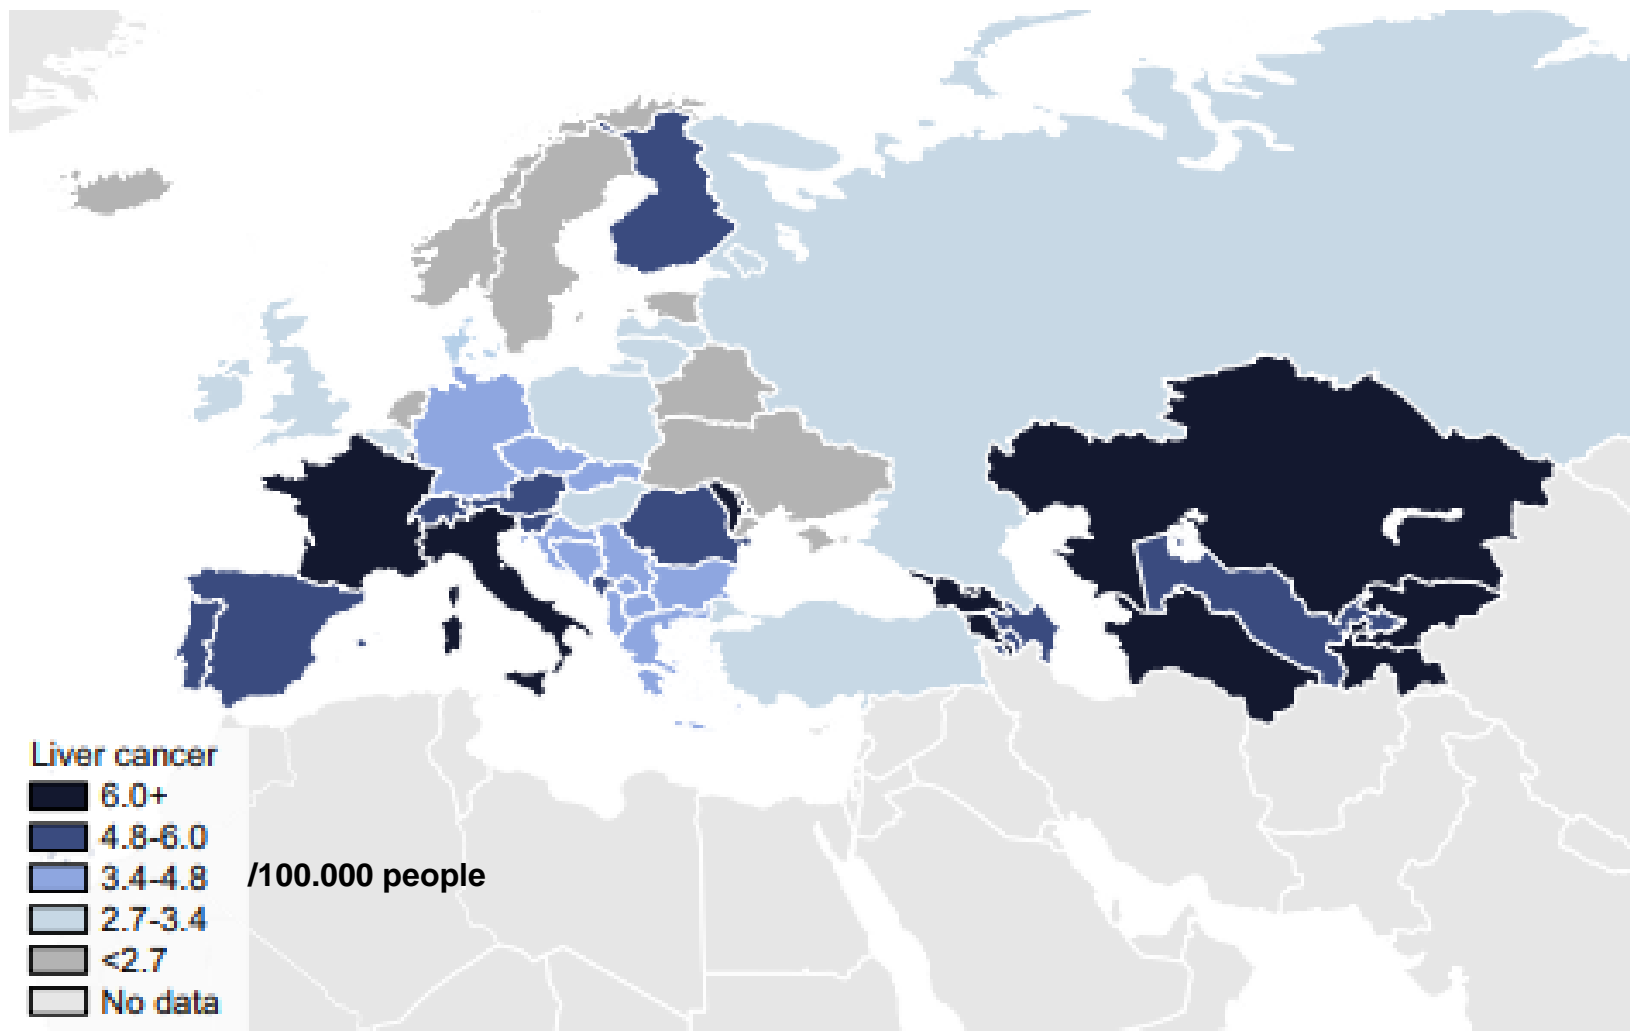 Liver cancer
6.0+
4.8-6.0
3.4-4.8 /100.000 people
2.7-3.4
<2.7
No data